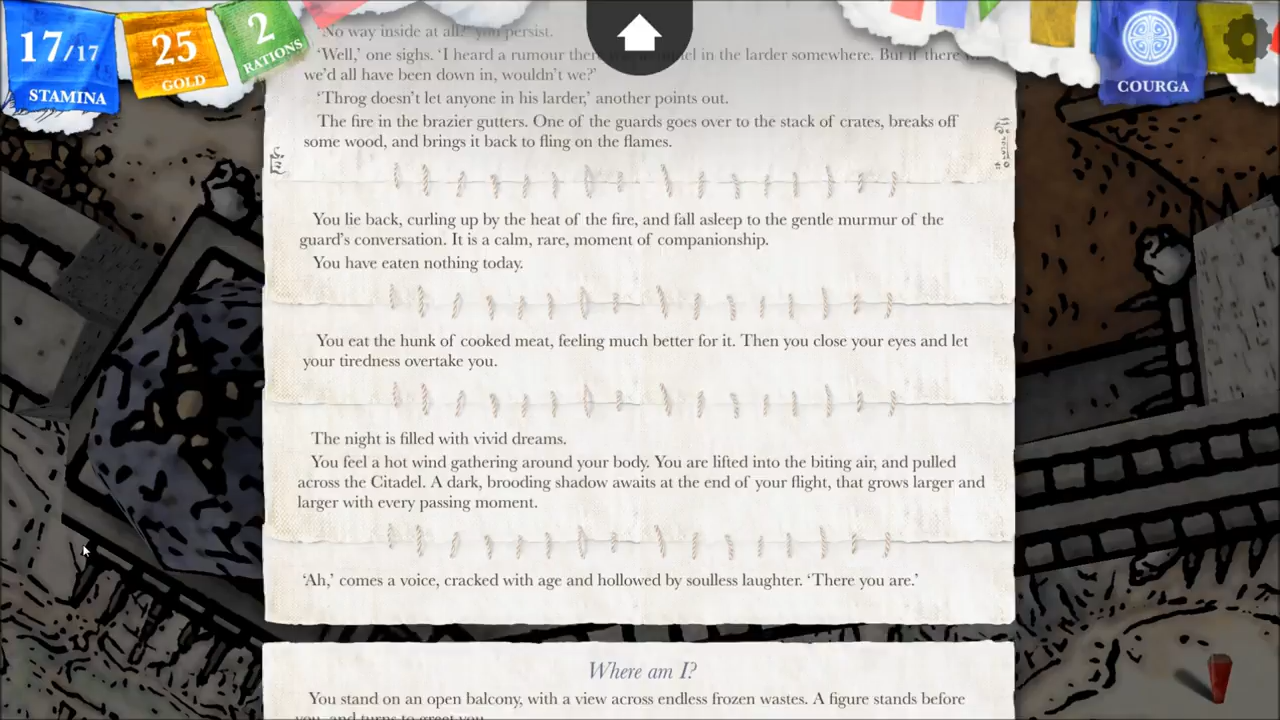 17/17
STAMINA
25
GOLD
2
RATIONS
COURGA
'No way inside at all?' you persist.
'Well,' one sighs. 'I heard a rumour in the larder somewhere. But if there
we'd all have been down in, wouldn't we?'
'Throg doesn't let anyone in his larder,' another points out.
The fire in the brazier gutters. One of the guards goes over to the stack of crates, breaks off
some wood, and brings it back to fling on the flames.
You lie back, curling up by the heat of the fire, and fall asleep to the gentle murmur of the
guard's conversation. It is a calm, rare, moment of companionship.
You have eaten nothing today.
You eat the hunk of cooked meat, feeling much better for it. Then you close your eyes and let
your tiredness overtake you.
The night is filled with vivid dreams.
You feel a hot wind gathering around your body. You are lifted into the biting air, and pulled
across the Citadel. A dark, brooding shadow awaits at the end of your flight, that grows larger and
larger with every passing moment.
'Ah,' comes a voice, cracked with age and hollowed by soulless laughter. 'There you are.'
Where am I?
You stand on an open balcony, with a view across endless frozen wastes. A figure stands before
you, and turns to greet you.